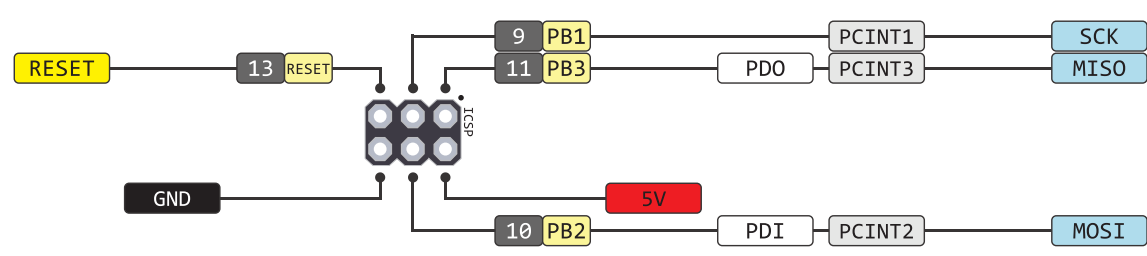 9 PB1 PCINT1 SCK
RESET 13 RESET 11 PB3 PDO PCINT3 MISO
ICSP
GND 5V
10 PB2 PDI PCINT2 MOSI